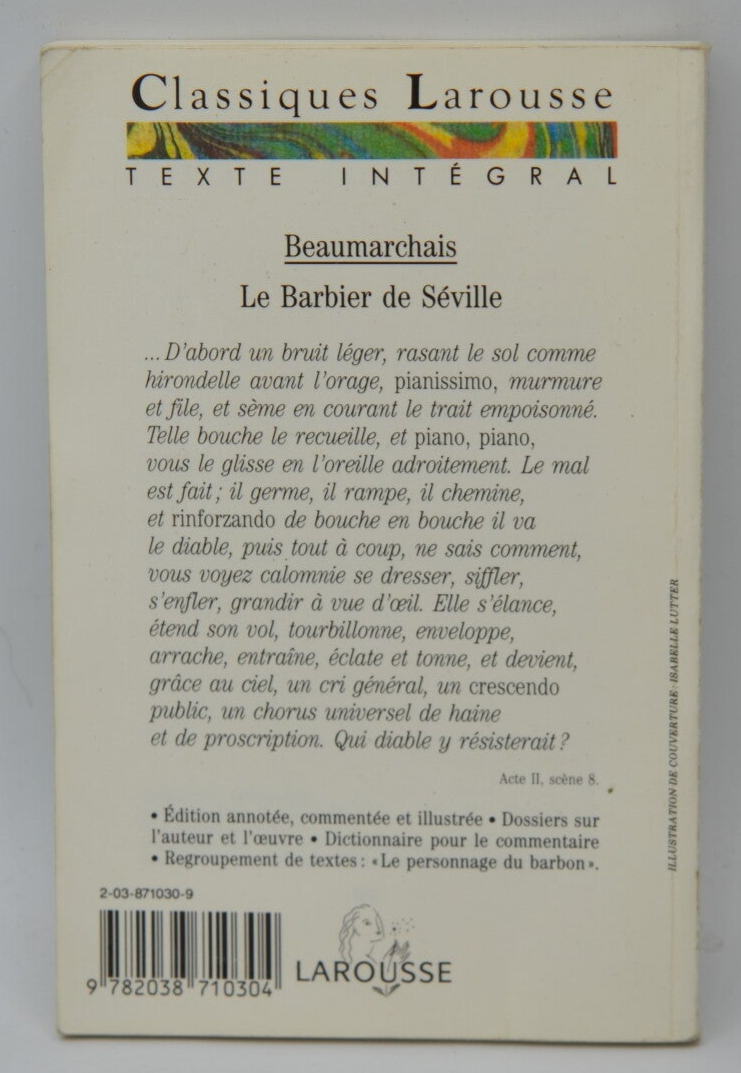 Classiques Larousse
TEXTE INTÉGRAL
Beaumarchais
Le Barbier de Séville
... D'abord un bruit léger, rasant le sol comme
hirondelle avant l'orage, pianissimo, murmure
et file, et sème en courant le trait empoisonné.
Telle bouche le recueille, et piano, piano,
vous le glisse en l'oreille adroitement. Le mal
est fait ; il germe, il rampe, il chemine,
et rinforzando de bouche en bouche il va
le diable, puis tout à coup, ne sais comment,
vous voyez calomnie se dresser, siffler,
s'enfler, grandir à vue d'œil. Elle s'élance,
étend son vol, tourbillonne, enveloppe,
arrache, entraîne, éclate et tonne, et devient,
grâce au ciel, un cri général, un crescendo
public, un chorus universel de haine
et de proscription. Qui diable y résisterait ?
Acte II, scène 8.
• Édition annotée, commentée et illustrée • Dossiers sur
l'auteur et l'œuvre • Dictionnaire pour le commentaire
• Regroupement de textes : «Le personnage du barbon».
2-03-871030-9
9 782038 710304
LAROUSSE
ILLUSTRATION DE COUVERTURE : ISABELLE LUTTER